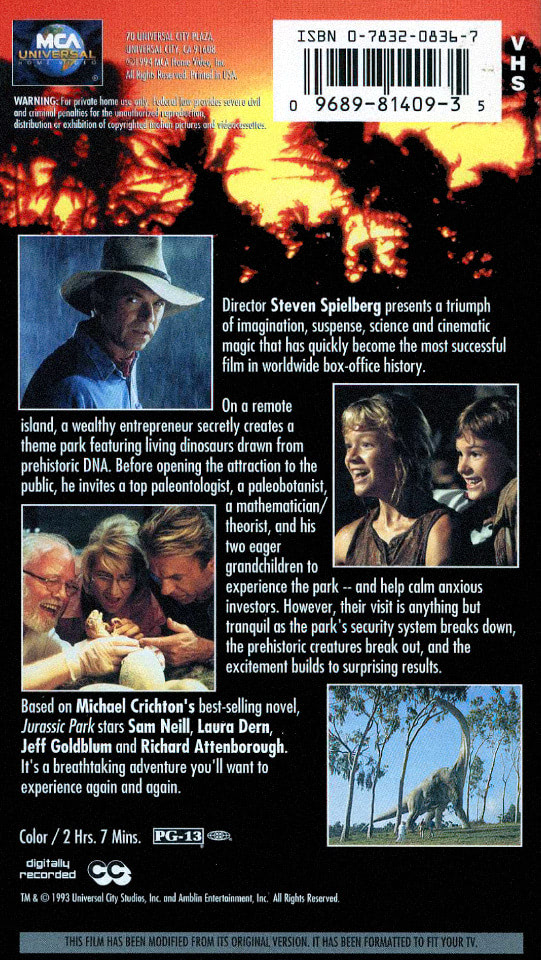 MCA
UNIVERSAL
HOME VIDEO
70 UNIVERSAL CITY PLAZA,
UNIVERSAL CITY, CA 91608
©1994 MCA Home Video, Inc.
All Rights Reserved. Printed in USA.
ISBN 0-7832-0836-7
0 9689-81409-3 5
VHS
WARNING: For private home use only. Federal law provides severe civil
and criminal penalties for the unauthorized reproduction,
distribution or exhibition of copyrighted motion pictures and videocassettes.
Director Steven Spielberg presents a triumph
of imagination, suspense, science and cinematic
magic that has quickly become the most successful
film in worldwide box-office history.
On a remote
island, a wealthy entrepreneur secretly creates a
theme park featuring living dinosaurs drawn from
prehistoric DNA. Before opening the attraction to the
public, he invites a top paleontologist, a paleobotanist,
a mathematician/
theorist, and his
two eager
grandchildren to
experience the park -- and help calm anxious
investors. However, their visit is anything but
tranquil as the park's security system breaks down,
the prehistoric creatures break out, and the
excitement builds to surprising results.
Based on Michael Crichton's best-selling novel,
Jurassic Park stars Sam Neill, Laura Dern,
Jeff Goldblum and Richard Attenborough.
It's a breathtaking adventure you'll want to
experience again and again.
Color / 2 Hrs. 7 Mins. PG-13
digitally
recorded CC
TM & © 1993 Universal City Studios, Inc. and Amblin Entertainment, Inc. All Rights Reserved.
THIS FILM HAS BEEN MODIFIED FROM ITS ORIGINAL VERSION. IT HAS BEEN FORMATTED TO FIT YOUR TV.